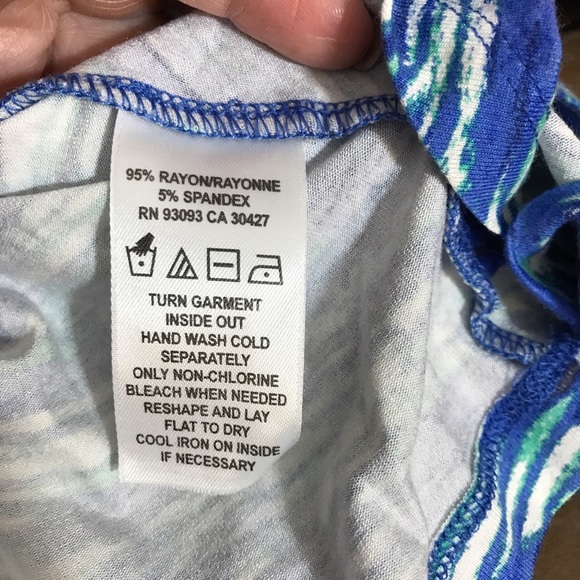 95% RAYON/RAYONNE
5% SPANDEX
RN 93093 CA 30427
TURN GARMENT
INSIDE OUT
HAND WASH COLD
SEPARATELY
ONLY NON-CHLORINE
BLEACH WHEN NEEDED
RESHAPE AND LAY
FLAT TO DRY
COOL IRON ON INSIDE
IF NECESSARY